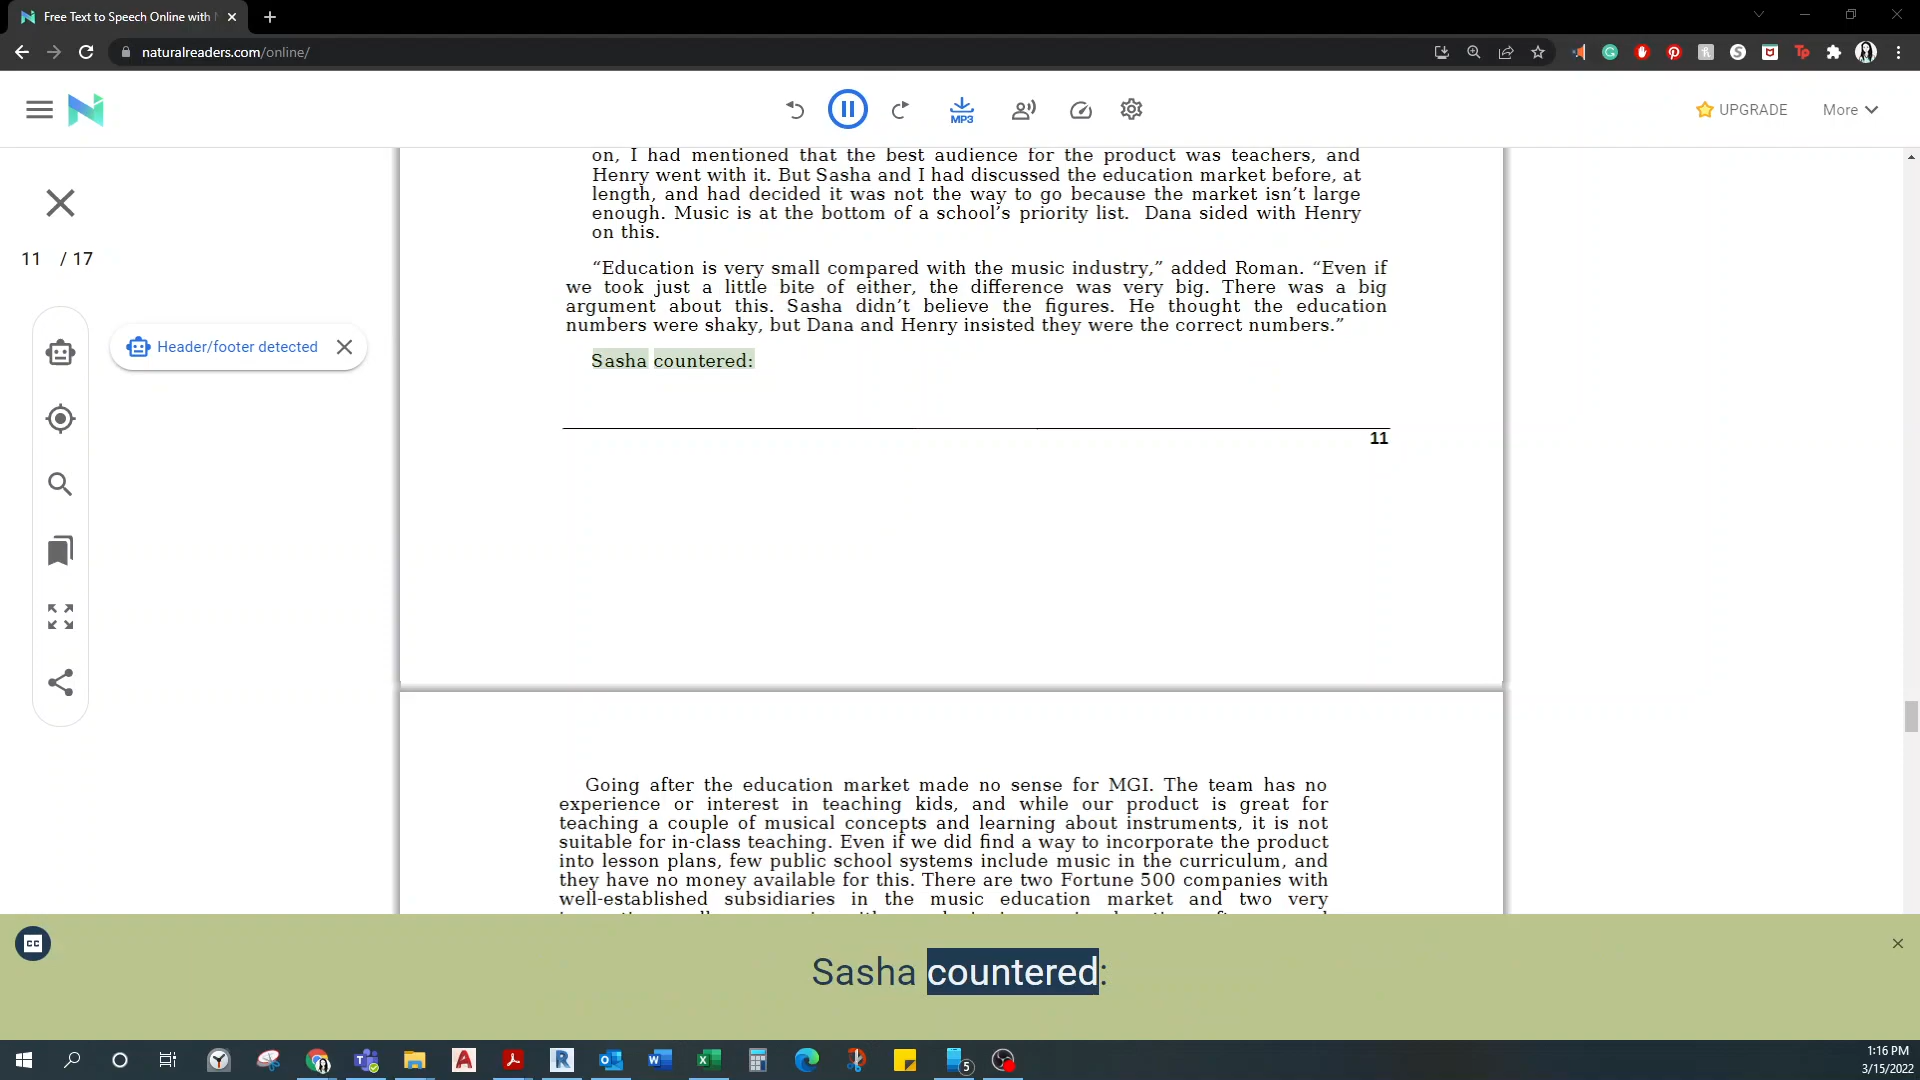 Free Text to Speech Online with
naturalreaders.com/online/
MP3
UPGRADE
More
on, I had mentioned that the best audience for the product was teachers, and
Henry went with it. But Sasha and I had discussed the education market before, at
length, and had decided it was not the way to go because the market isn’t large
enough. Music is at the bottom of a school’s priority list. Dana sided with Henry
on this.
11 / 17
“Education is very small compared with the music industry,” added Roman. “Even if
we took just a little bite of either, the difference was very big. There was a big
argument about this. Sasha didn’t believe the figures. He thought the education
numbers were shaky, but Dana and Henry insisted they were the correct numbers.”
Header/footer detected
Sasha countered:
11
Going after the education market made no sense for MGI. The team has no
experience or interest in teaching kids, and while our product is great for
teaching a couple of musical concepts and learning about instruments, it is not
suitable for in-class teaching. Even if we did find a way to incorporate the product
into lesson plans, few public school systems include music in the curriculum, and
they have no money available for this. There are two Fortune 500 companies with
well-established subsidiaries in the music education market and two very
CC
Sasha countered:
5
1:16 PM
3/15/2022